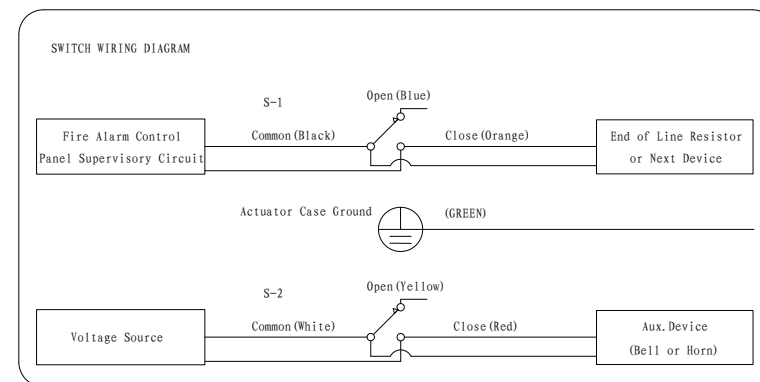 SWITCH WIRING DIAGRAM
S-1
Open(Blue)
Fire Alarm Control
Panel Supervisory Circuit
Common(Black)
Close(Orange)
End of Line Resistor
or Next Device
Actuator Case Ground
(GREEN)
S-2
Open(Yellow)
Voltage Source
Common(White)
Close(Red)
Aux.Device
(Bell or Horn)